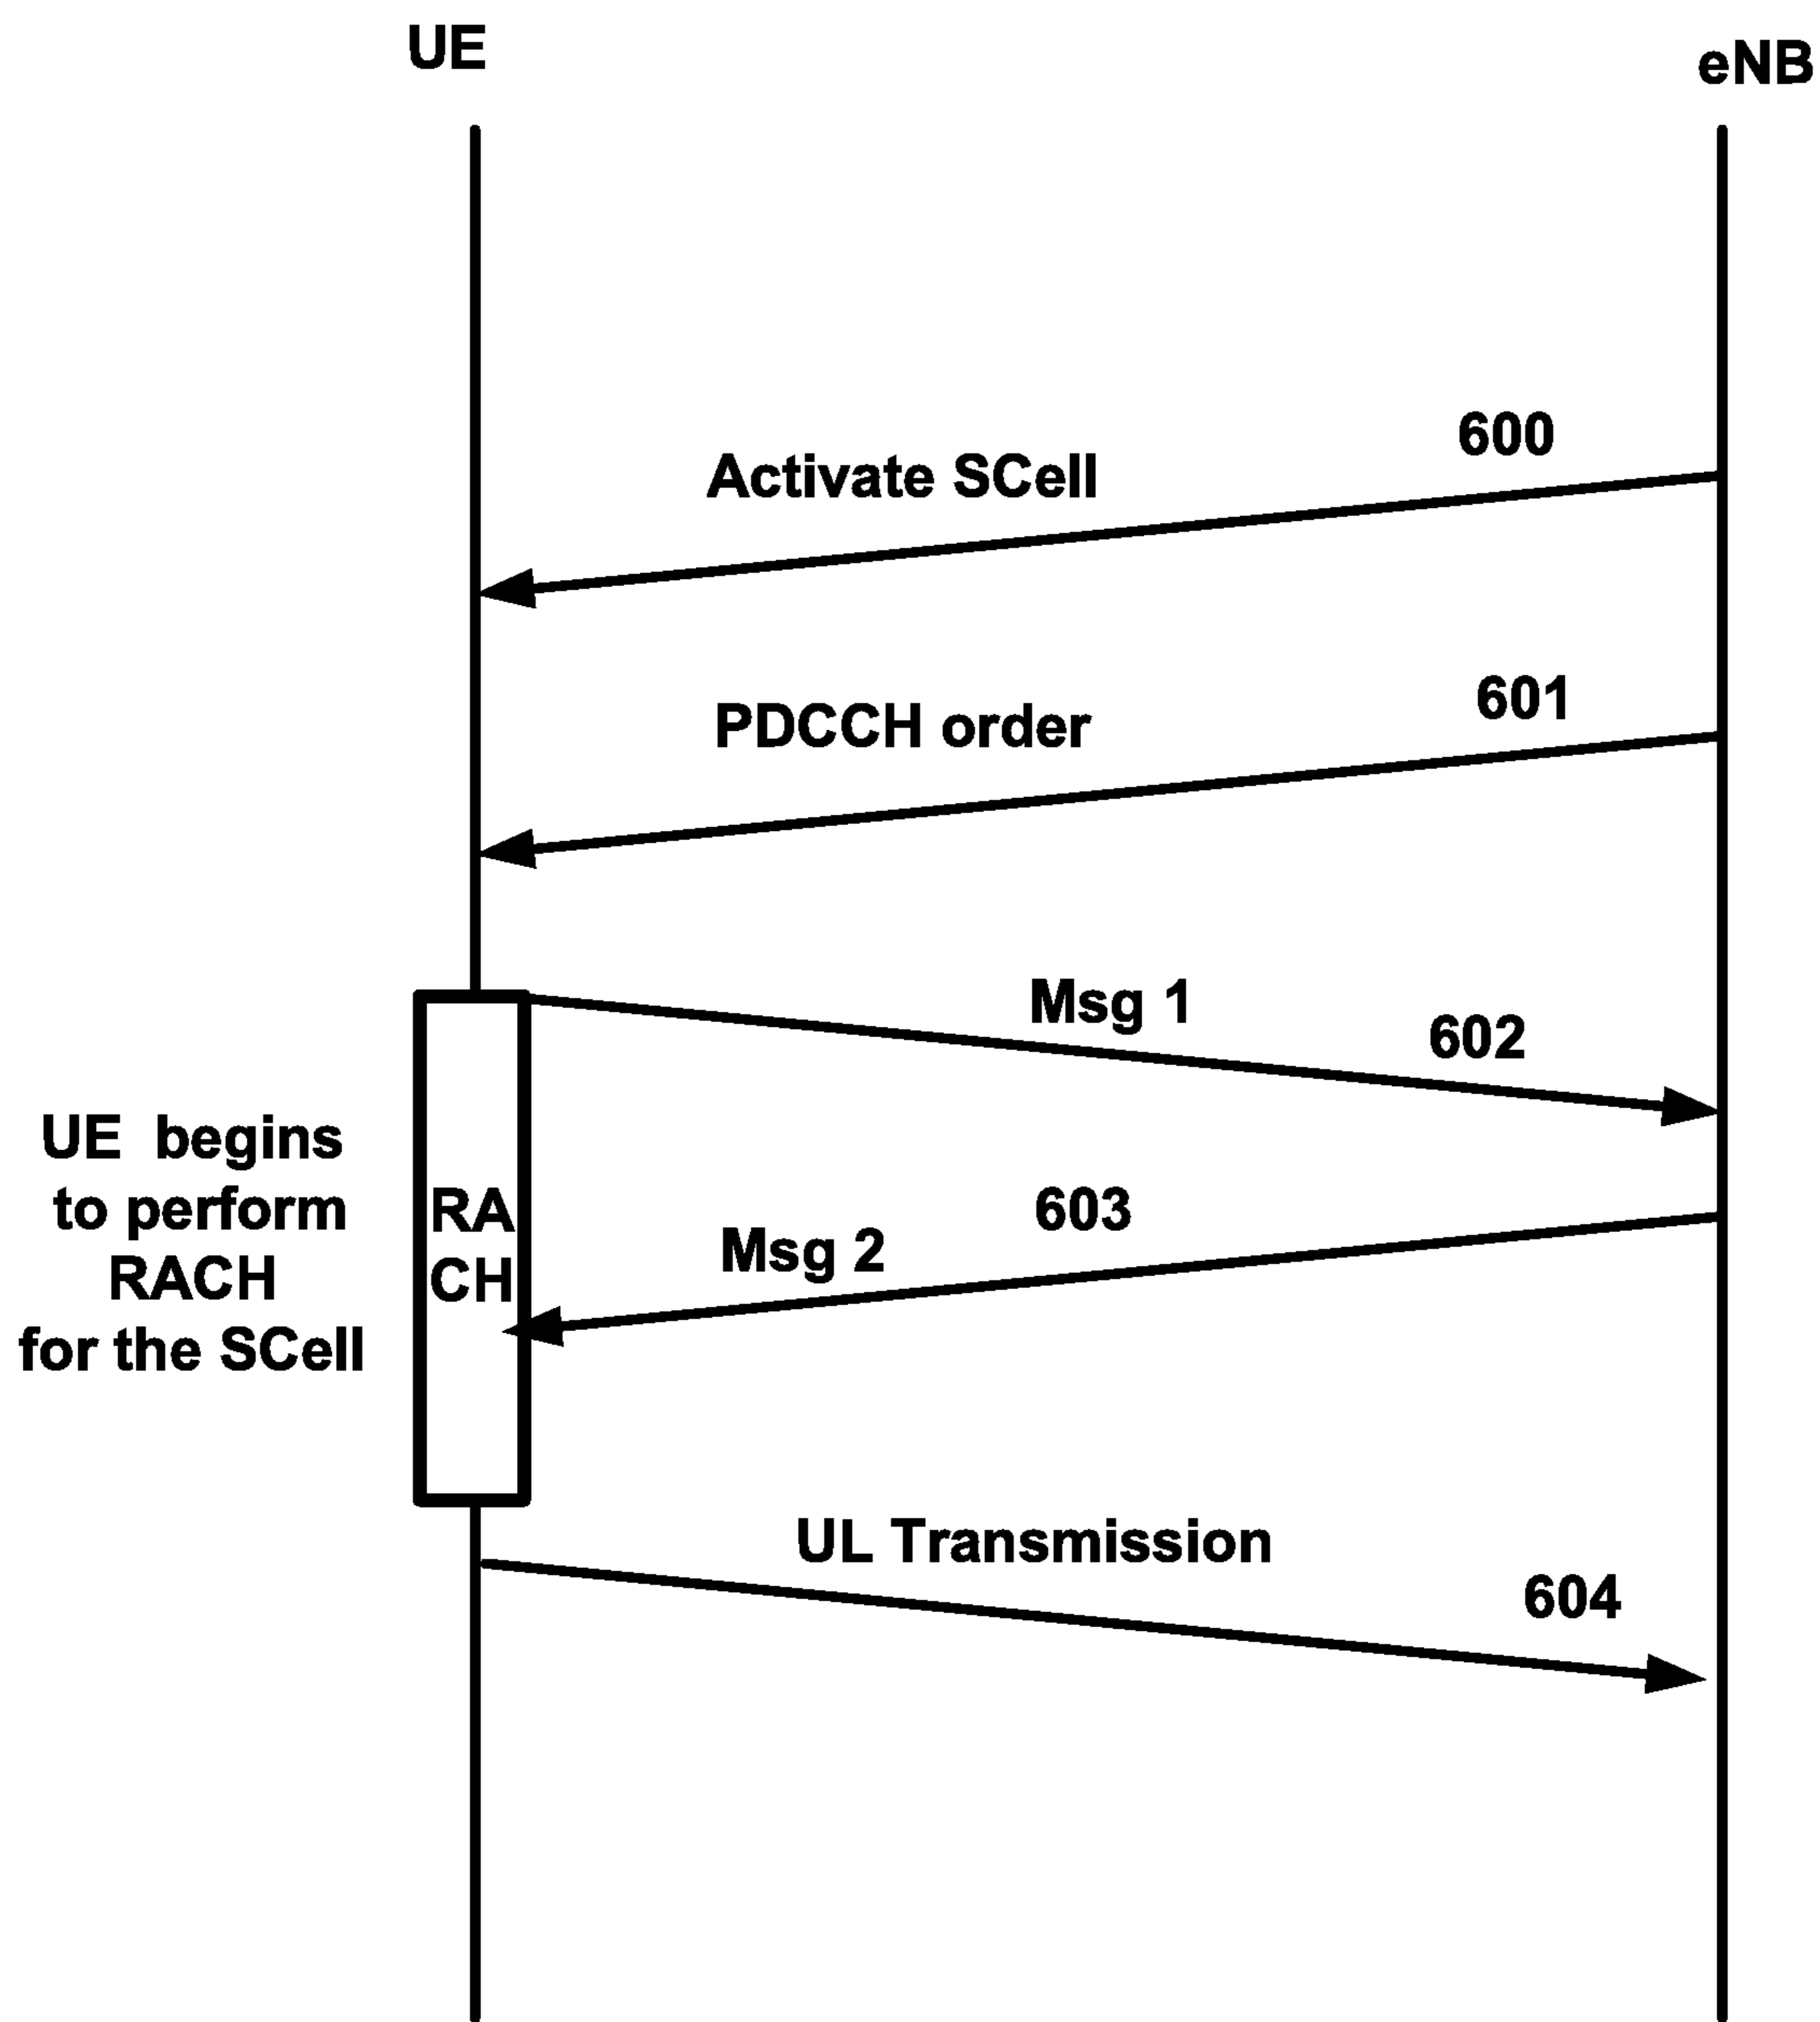 UE
eNB
600
Activate SCell
601
PDCCH order
Msg 1
602
UE begins
to perform
RACH
for the SCell
RA
CH
603
Msg 2
UL Transmission
604